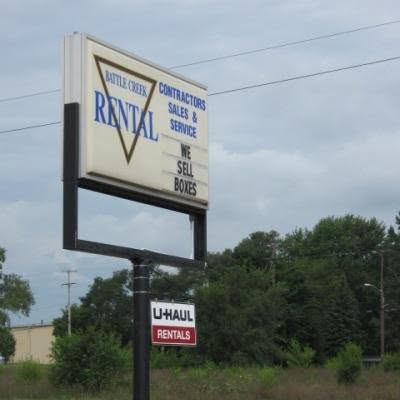 BATTLE CREEK
RENTAL
CONTRACTORS
SALES &
SERVICE
WE
SELL
BOXES
U-HAUL
RENTALS